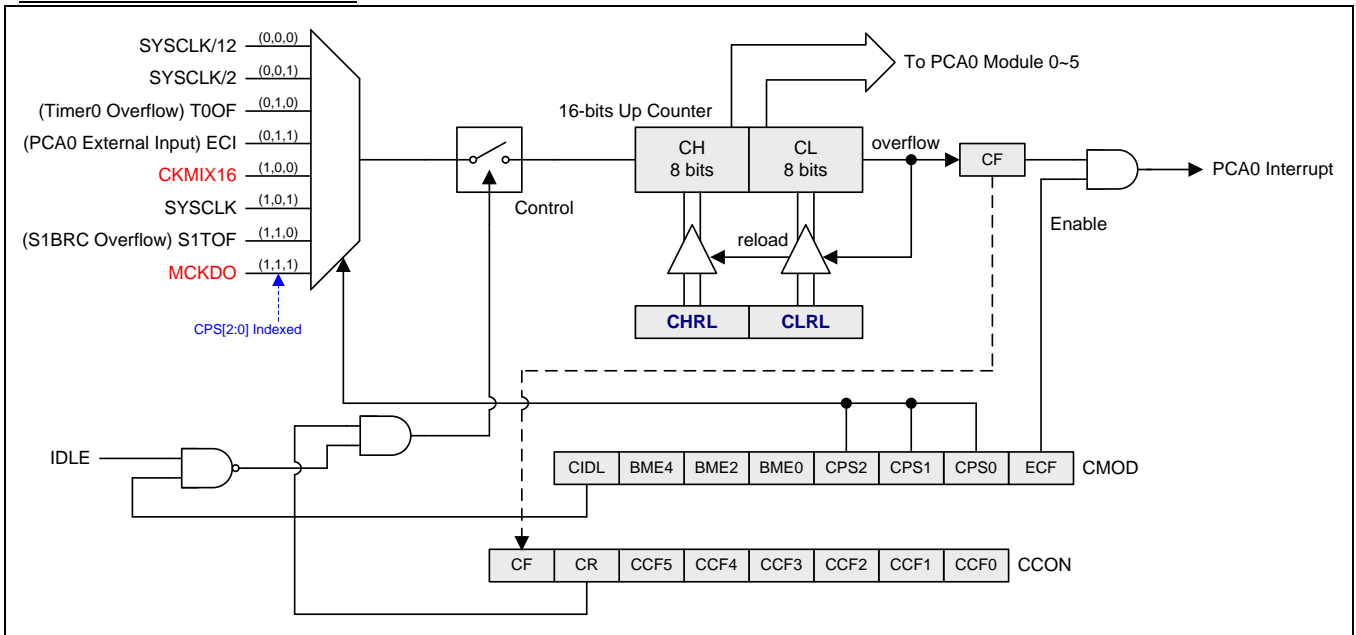 SYSCLK/12 (0,0,0)
SYSCLK/2 (0,0,1)
(Timer0 Overflow) T0OF (0,1,0)
(PCA0 External Input) ECI (0,1,1)
CKMIX16 (1,0,0)
SYSCLK (1,0,1)
(S1BRC Overflow) S1TOF (1,1,0)
MCKDO (1,1,1)
CPS[2:0] Indexed
Control
To PCA0 Module 0~5
16-bits Up Counter
CH
8 bits
CL
8 bits
overflow
CF
PCA0 Interrupt
Enable
reload
CHRL
CLRL
IDLE
CIDL BME4 BME2 BME0 CPS2 CPS1 CPS0 ECF CMOD
CF CR CCF5 CCF4 CCF3 CCF2 CCF1 CCF0 CCON